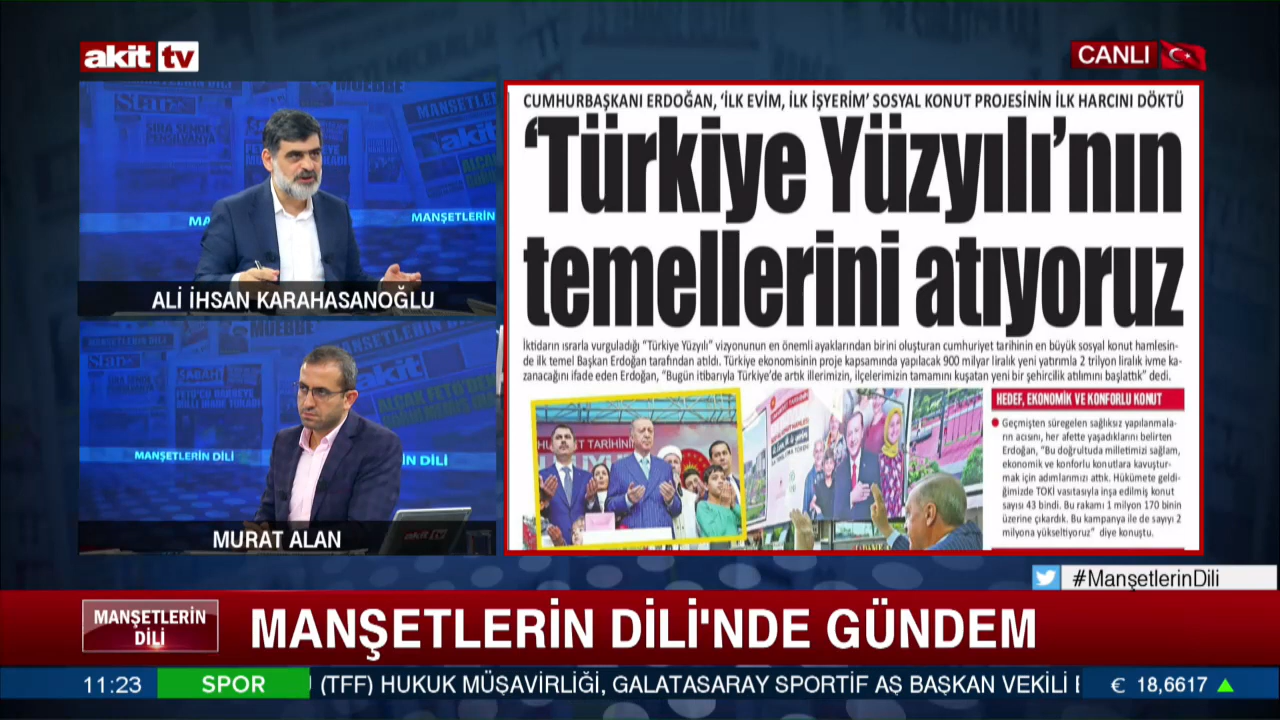 akit tv
CANLI
CUMHURBAŞKANI ERDOĞAN, ‘İLK EVİM, İLK İŞYERİM’ SOSYAL KONUT PROJESİNİN İLK HARCINI DÖKTÜ
‘Türkiye Yüzyılı’nın
temellerini atıyoruz
İktidarın ısrarla vurguladığı “Türkiye Yüzyılı” vizyonunun en önemli ayaklarından birini oluşturan cumhuriyet tarihinin en büyük sosyal konut hamlesin-
de ilk temel Başkan Erdoğan tarafından atıldı. Türkiye ekonomisinin proje kapsamında yapılacak 900 milyar liralık yeni yatırımla 2 trilyon liralık ivme ka-
zanacağını ifade eden Erdoğan, “Bugün itibarıyla Türkiye’de artık illerimizin, ilçelerimizin tamamını kuşatan yeni bir şehircilik atılımını başlattık” dedi.
HEDEF, EKONOMİK VE KONFORLU KONUT
Geçmişten süregelen sağlıksız yapılanmala-
rın acısını, her afette yaşadıklarını belirten
Erdoğan, “Bu doğrultuda milletimizi sağlam,
ekonomik ve konforlu konutlara kavuştur-
mak için adımlarımızı attık. Hükümete geldi-
ğimizde TOKİ vasıtasıyla inşa edilmiş konut
sayısı 43 bindi. Bu rakamı 1 milyon 170 binin
üzerine çıkardık. Bu kampanya ile de sayıyı 2
milyona yükseltiyoruz” diye konuştu.
MANŞETLERİN
akit
ALİ İHSAN KARAHASANOĞLU
MANŞETLERİN DİLİ
DİLİ
akit tv
MURAT ALAN
#ManşetlerinDili
MANŞETLERİN
DİLİ
MANŞETLERİN DİLİ'NDE GÜNDEM
11:23
SPOR
(TFF) HUKUK MÜŞAVİRLİĞİ, GALATASARAY SPORTİF AŞ BAŞKAN VEKİLİ
€ 18,6617